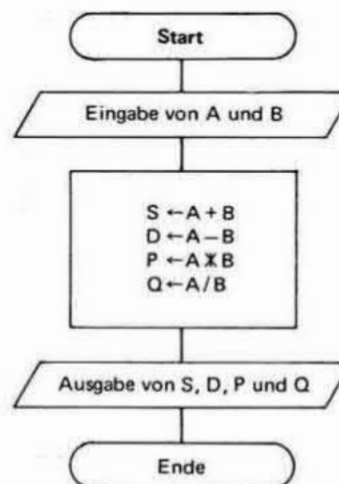 Start
Eingabe von A und B
S ←A + B
D ←A − B
P ←A ✱ B
Q ←A / B
Ausgabe von S, D, P und Q
Ende